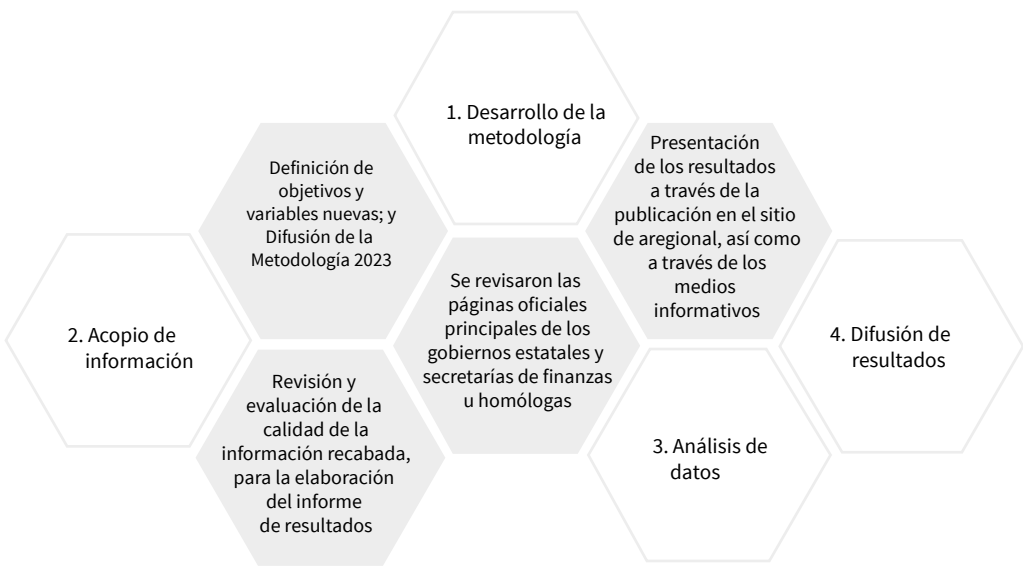 1. Desarrollo de la
metodología
Definición de
objetivos y
variables nuevas; y
Difusión de la
Metodología 2023
Presentación
de los resultados
a través de la
publicación en el sitio
de aregional, así como
a través de los
medios
informativos
2. Acopio de
información
Se revisaron las
páginas oficiales
principales de los
gobiernos estatales y
secretarías de finanzas
u homólogas
4. Difusión de
resultados
Revisión y
evaluación de la
calidad de la
información recabada,
para la elaboración
del informe
de resultados
3. Análisis de
datos